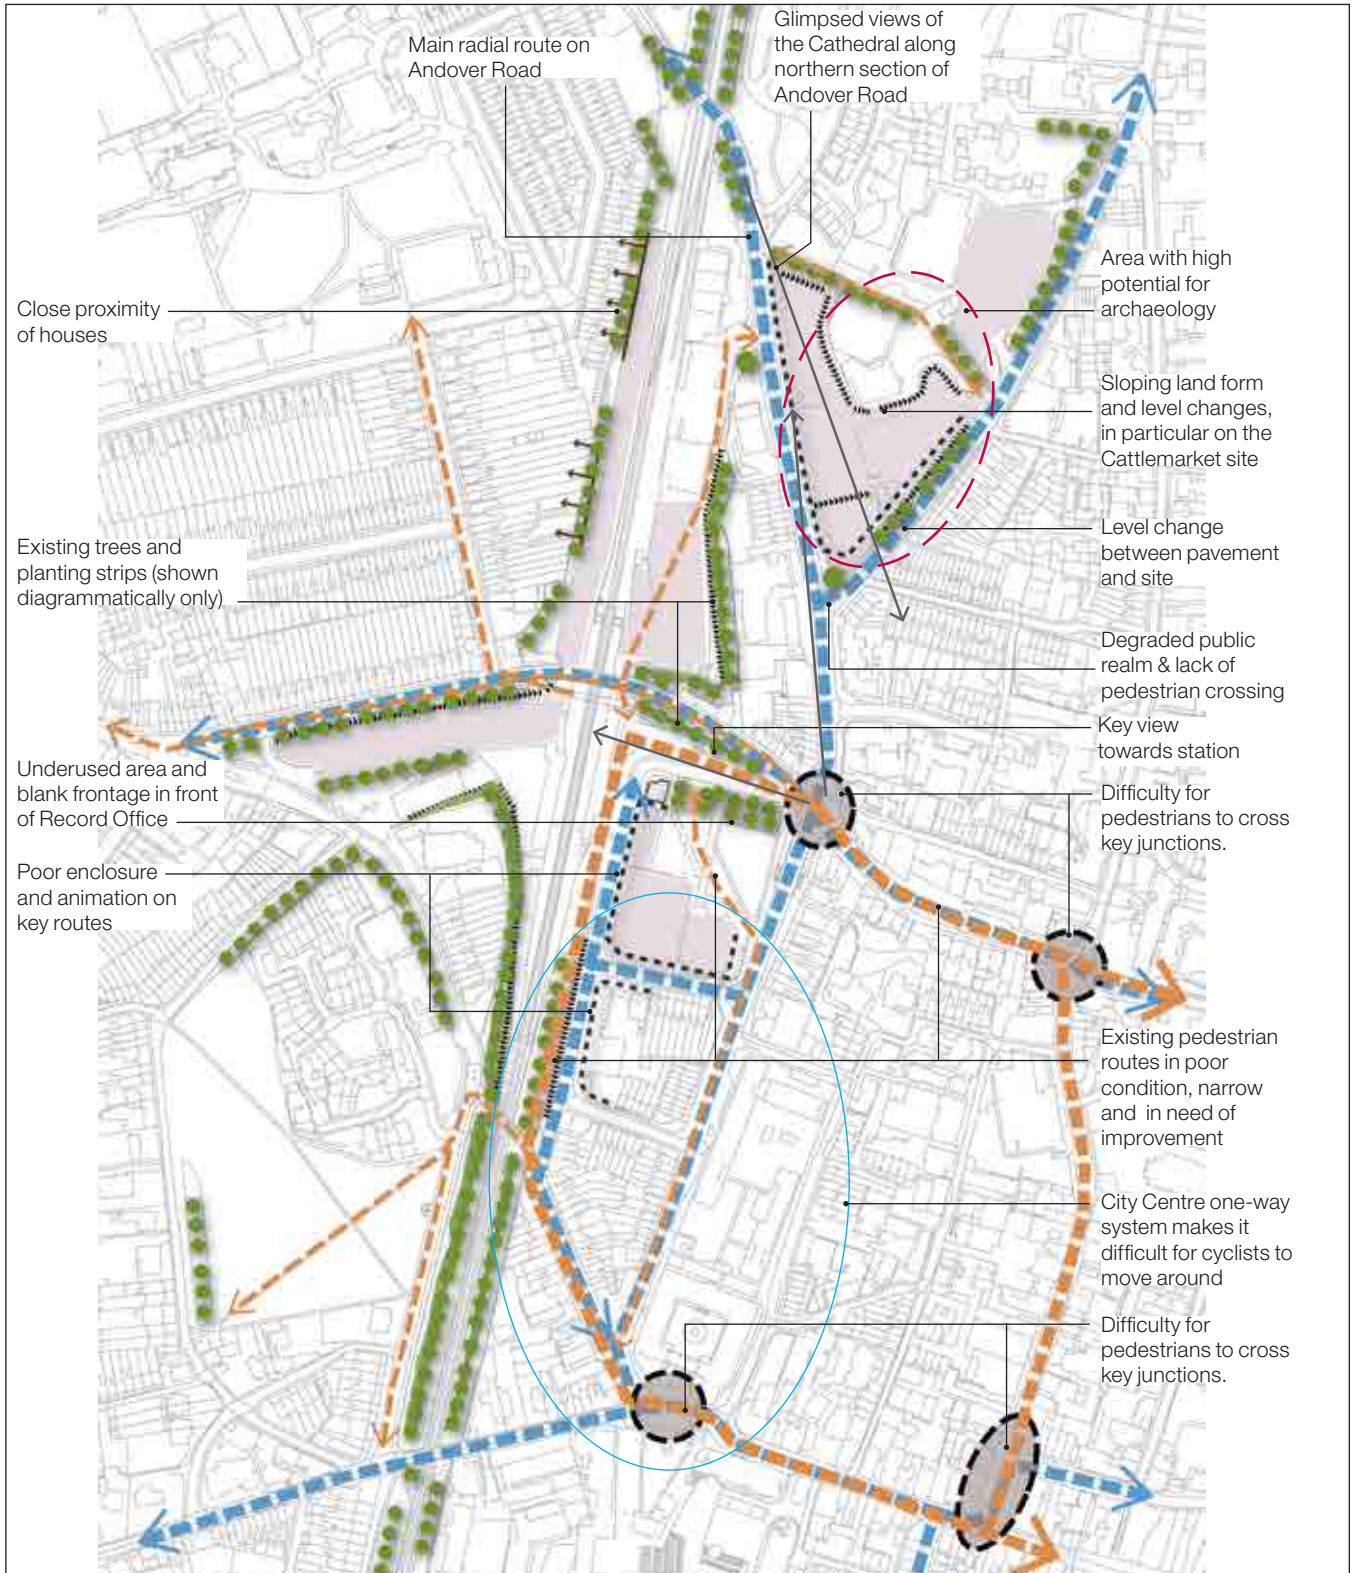 Main radial route on
Andover Road
Glimpsed views of
the Cathedral along
northern section of
Andover Road
Close proximity
of houses
Area with high
potential for
archaeology
Sloping land form
and level changes,
in particular on the
Cattlemarket site
Existing trees and
planting strips (shown
diagrammatically only)
Level change
between pavement
and site
Degraded public
realm & lack of
pedestrian crossing
Key view
towards station
Underused area and
blank frontage in front
of Record Office
Difficulty for
pedestrians to cross
key junctions.
Poor enclosure
and animation on
key routes
Existing pedestrian
routes in poor
condition, narrow
and in need of
improvement
City Centre one-way
system makes it
difficult for cyclists to
move around
Difficulty for
pedestrians to cross
key junctions.